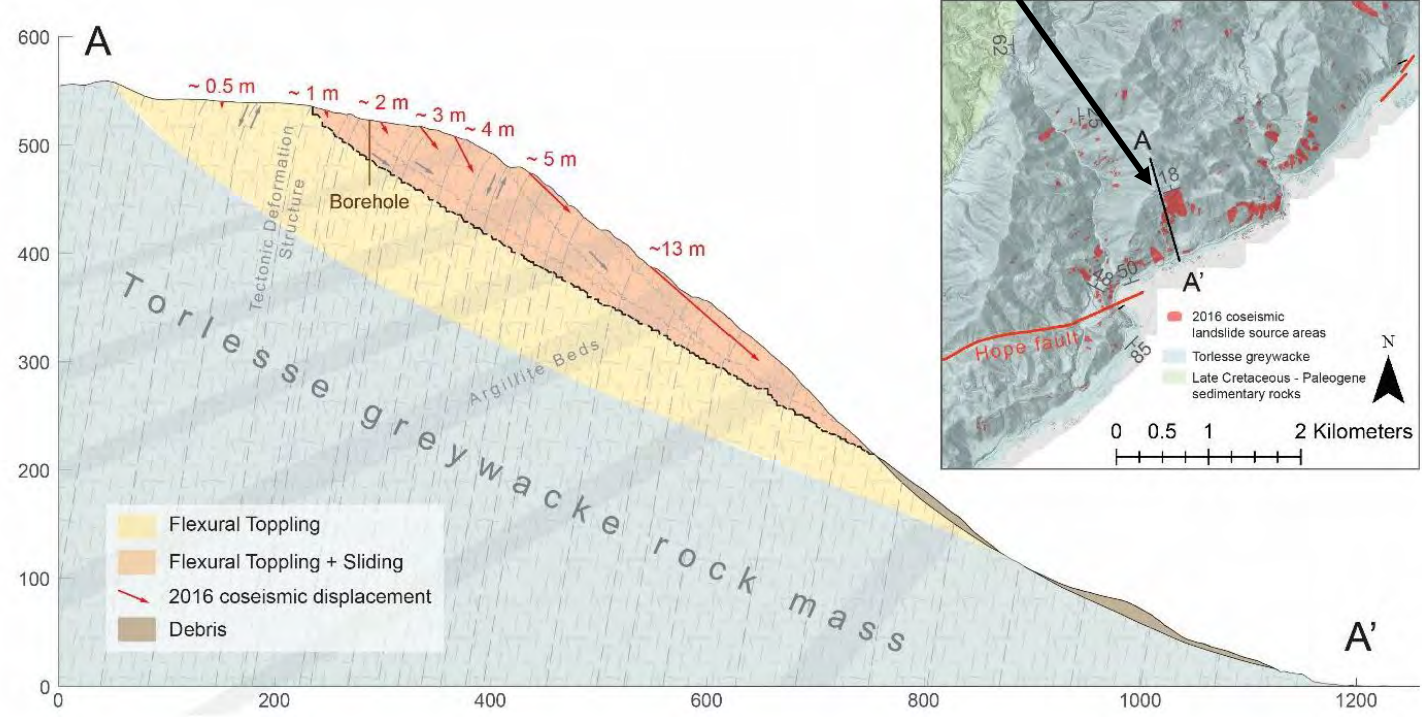 A
600
500
400
300
200
100
0
0
200
400
600
800
1000
1200
~ 0.5 m
~ 1 m
~ 2 m
~ 3 m
~ 4 m
~ 5 m
~13 m
Tectonic Deformation
Structure
Borehole
Argillite Beds
Torlesse greywacke rock mass
Flexural Toppling
Flexural Toppling + Sliding
2016 coseismic displacement
Debris
A'
62
A
18
50
A'
85
Hope fault
2016 coseismic
landslide source areas
Torlesse greywacke
Late Cretaceous - Paleogene
sedimentary rocks
N
0 0.5 1 2 Kilometers